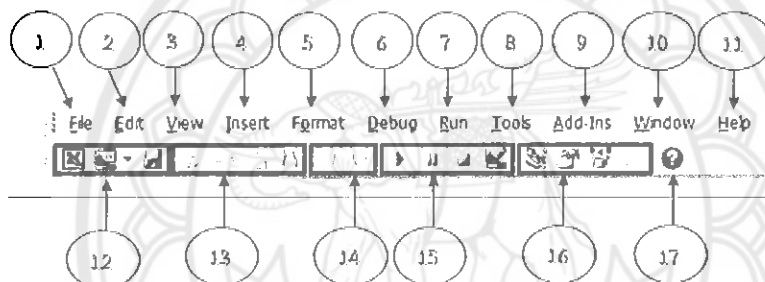 1 2 3 4 5 6 7 8 9 10 11
File Edit View Insert Format Debug Run Tools Add-Ins Window Help
12 13 14 15 16 17